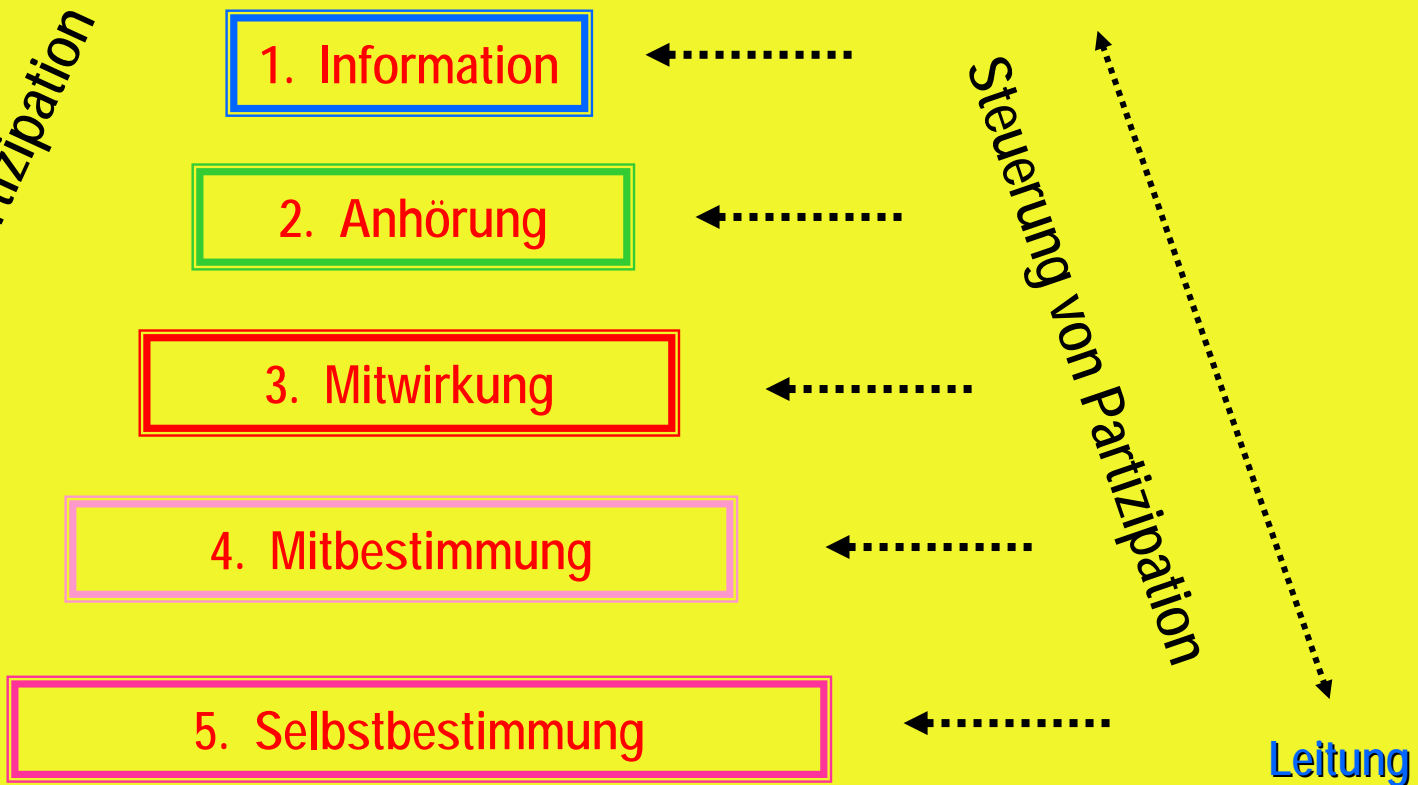 1. Information
2. Anhörung
3. Mitwirkung
4. Mitbestimmung
5. Selbstbestimmung
Steuerung von Partizipation
Leitung